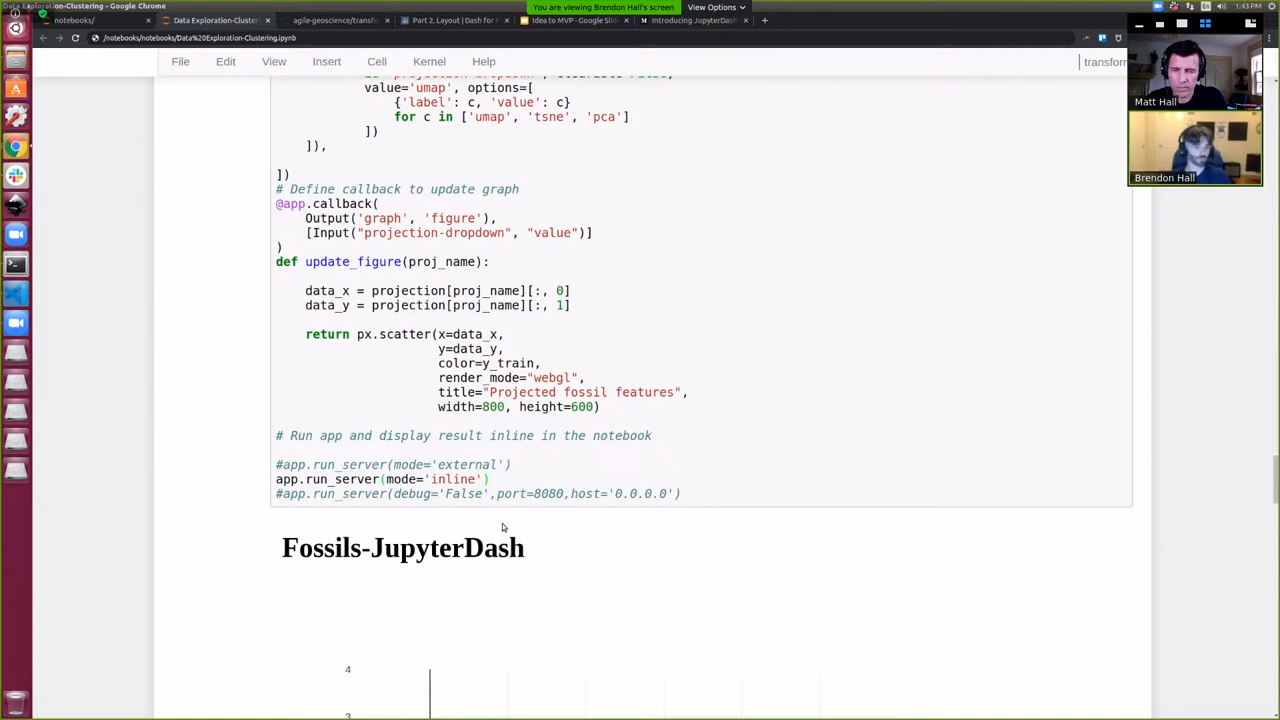 Data Exploration-Clustering - Google Chrome
You are viewing Brendon Hall's screen
View Options
En
1:43 PM
notebooks/
Data Exploration-Cluster
agile-geoscience/transf
Part 2. Layout | Dash for
Idea to MVP - Google Slid
Introducing JupyterDash
/notebooks/notebooks/Data%20Exploration-Clustering.ipynb
File
Edit
View
Insert
Cell
Kernel
Help
transform
value='umap', options=[
{'label': c, 'value': c}
for c in ['umap', 'tsne', 'pca']
])
]),
])
# Define callback to update graph
@app.callback(
Output('graph', 'figure'),
[Input("projection-dropdown", "value")]
)
def update_figure(proj_name):
data_x = projection[proj_name][:, 0]
data_y = projection[proj_name][:, 1]
return px.scatter(x=data_x,
y=data_y,
color=y_train,
render_mode="webgl",
title="Projected fossil features",
width=800, height=600)
# Run app and display result inline in the notebook
#app.run_server(mode='external')
app.run_server(mode='inline')
#app.run_server(debug='False',port=8080,host='0.0.0.0')
Fossils-JupyterDash
4
3
Matt Hall
Brendon Hall